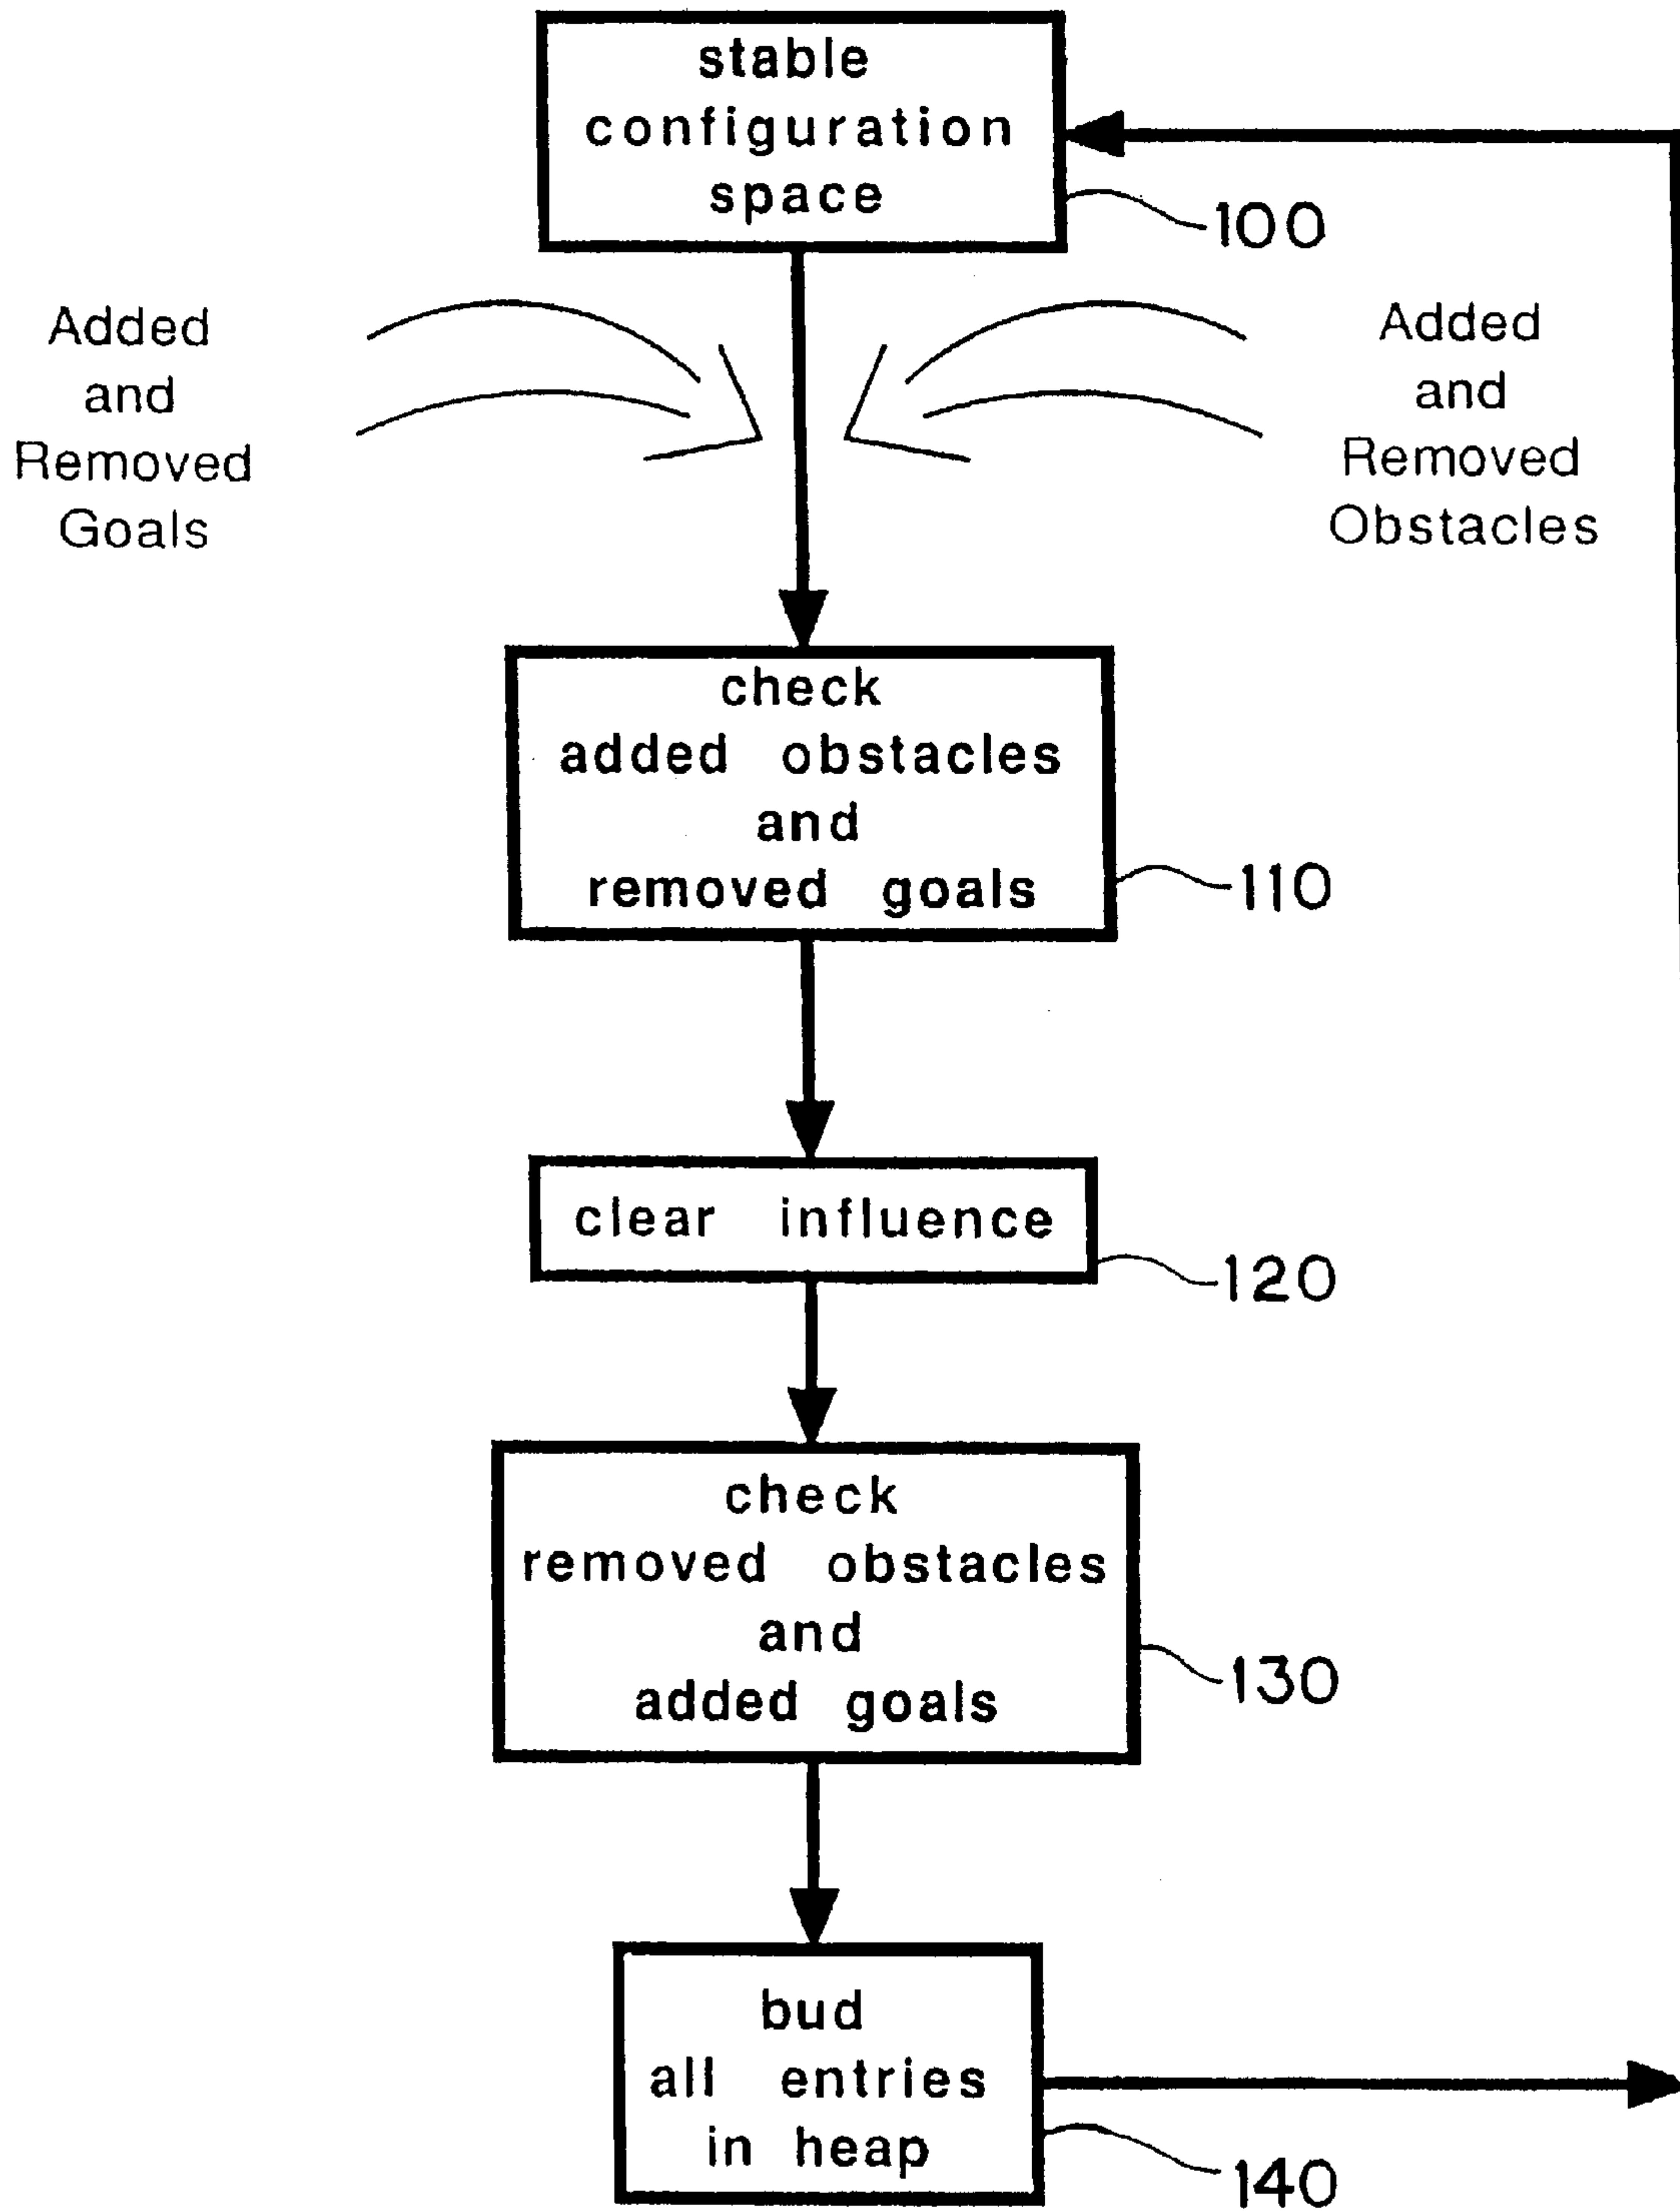 stable
configuration
space
100
Added
and
Removed
Goals
Added
and
Removed
Obstacles
check
added obstacles
and
removed goals
110
clear influence
120
check
removed obstacles
and
added goals
130
bud
all entries
in heap
140